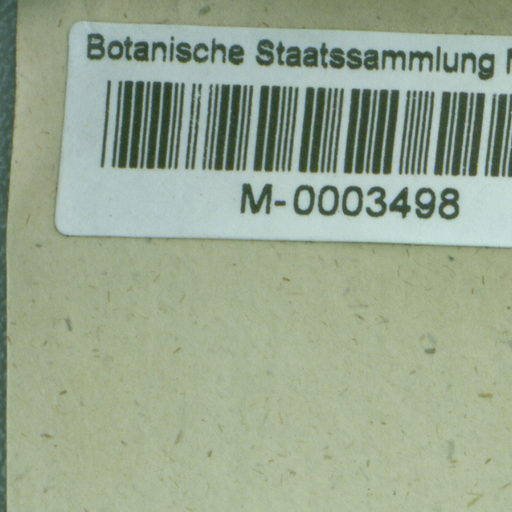 Botanische Staatssammlung
M-0003498